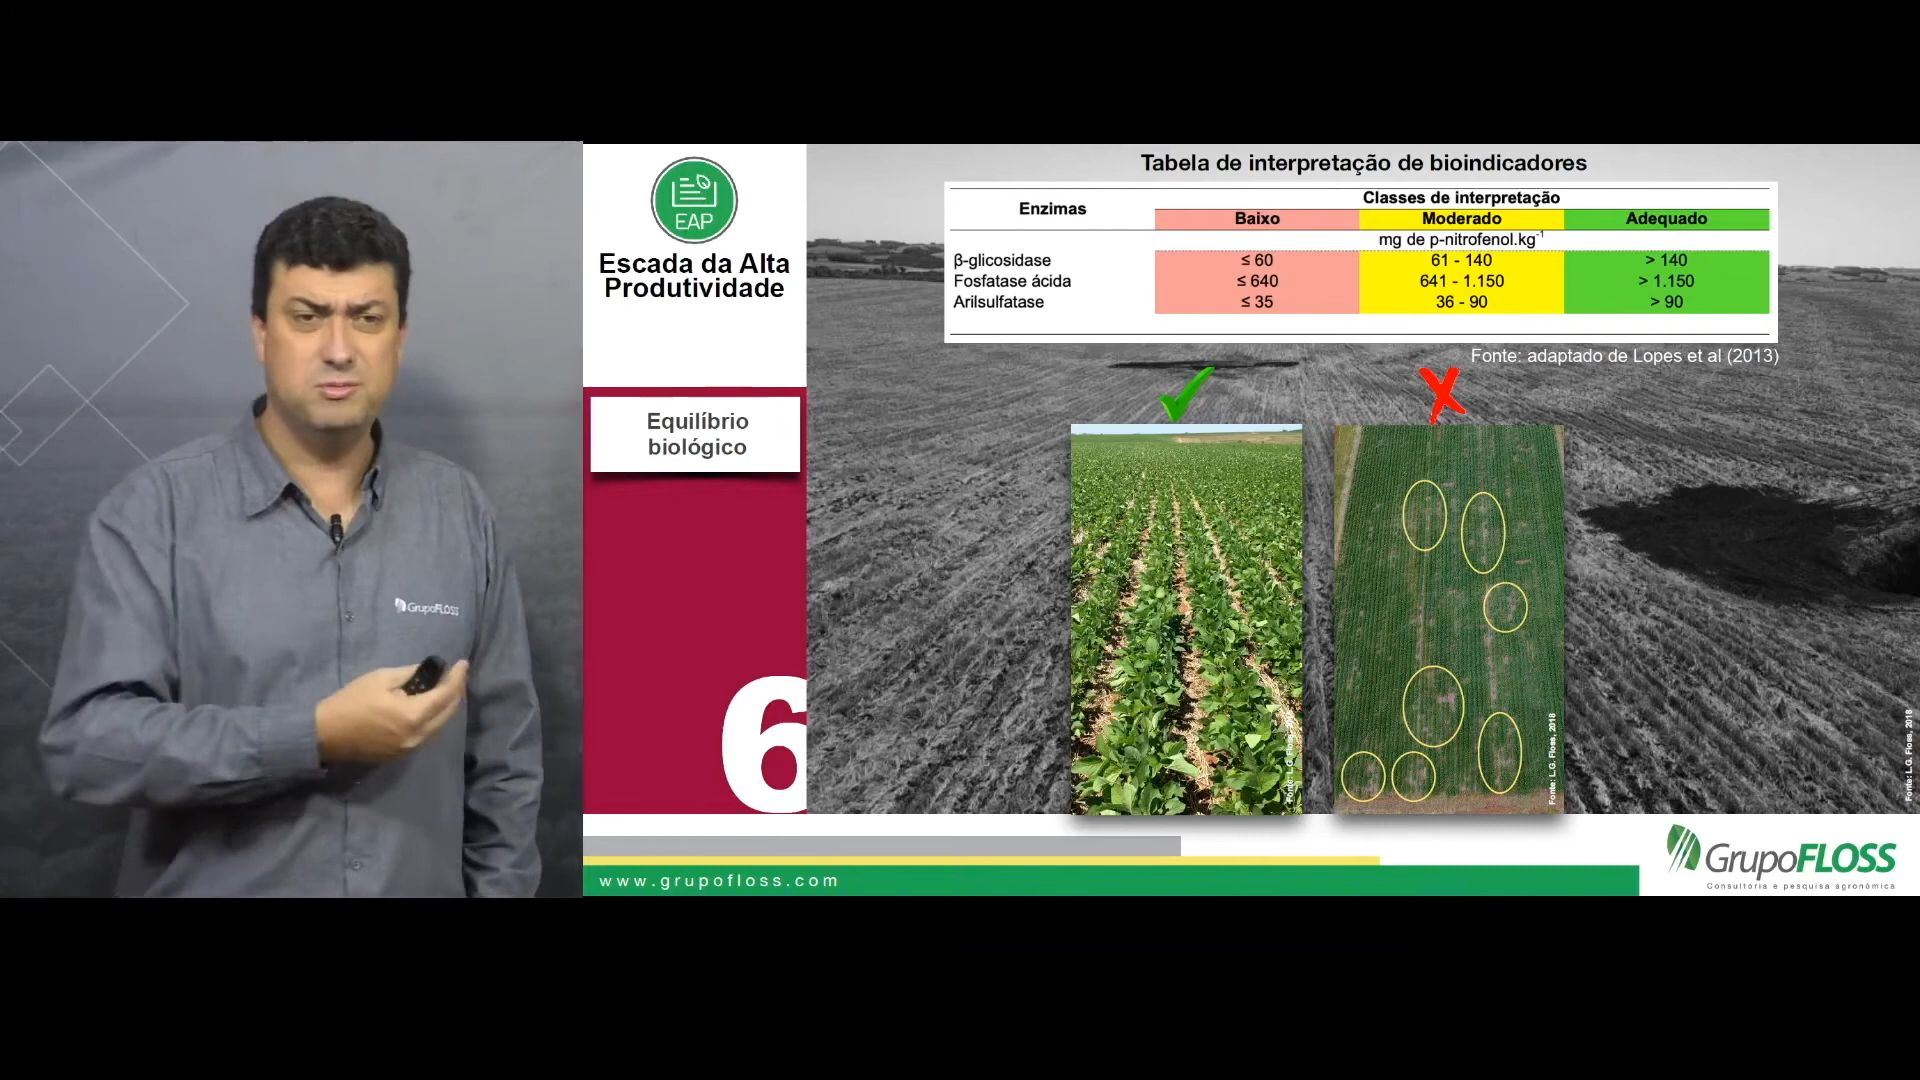 GrupoFLOSS
EAP
Escada da Alta
Produtividade
Equilíbrio
biológico
6
Tabela de interpretação de bioindicadores
Enzimas
Classes de interpretação
Baixo Moderado Adequado
mg de p-nitrofenol.kg-1
β-glicosidase ≤ 60 61 - 140 > 140
Fosfatase ácida ≤ 640 641 - 1.150 > 1.150
Arilsulfatase ≤ 35 36 - 90 > 90
Fonte: adaptado de Lopes et al (2013)
Fonte: L.G. Floss, 2018
Fonte: L.G. Floss, 2018
www.grupofloss.com
GrupoFLOSS
Consultoria e pesquisa agronômica